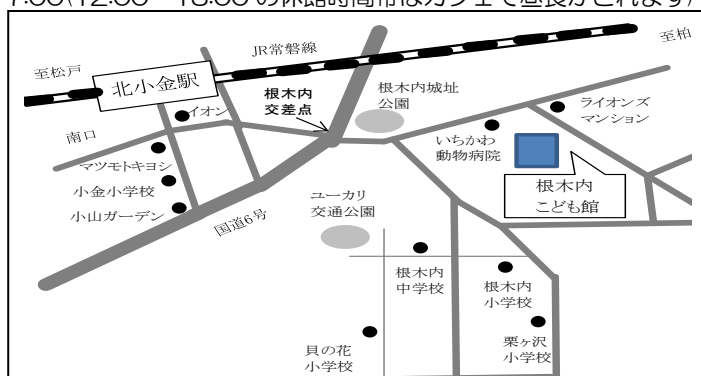 7:00(12:00~13:00の休館時間帯はカフェで昼食がとれます)
至柏
JR常磐線
至松戸
北小金駅
根木内
交差点
根木内城址
公園
ライオンズ
マンション
イオン
南口
いちかわ
動物病院
マツモトキヨシ
小金小学校
小山ガーデン
国道6号
ユーカリ
交通公園
根木内
こども館
根木内
中学校
根木内
小学校
貝の花
小学校
栗ヶ沢
小学校